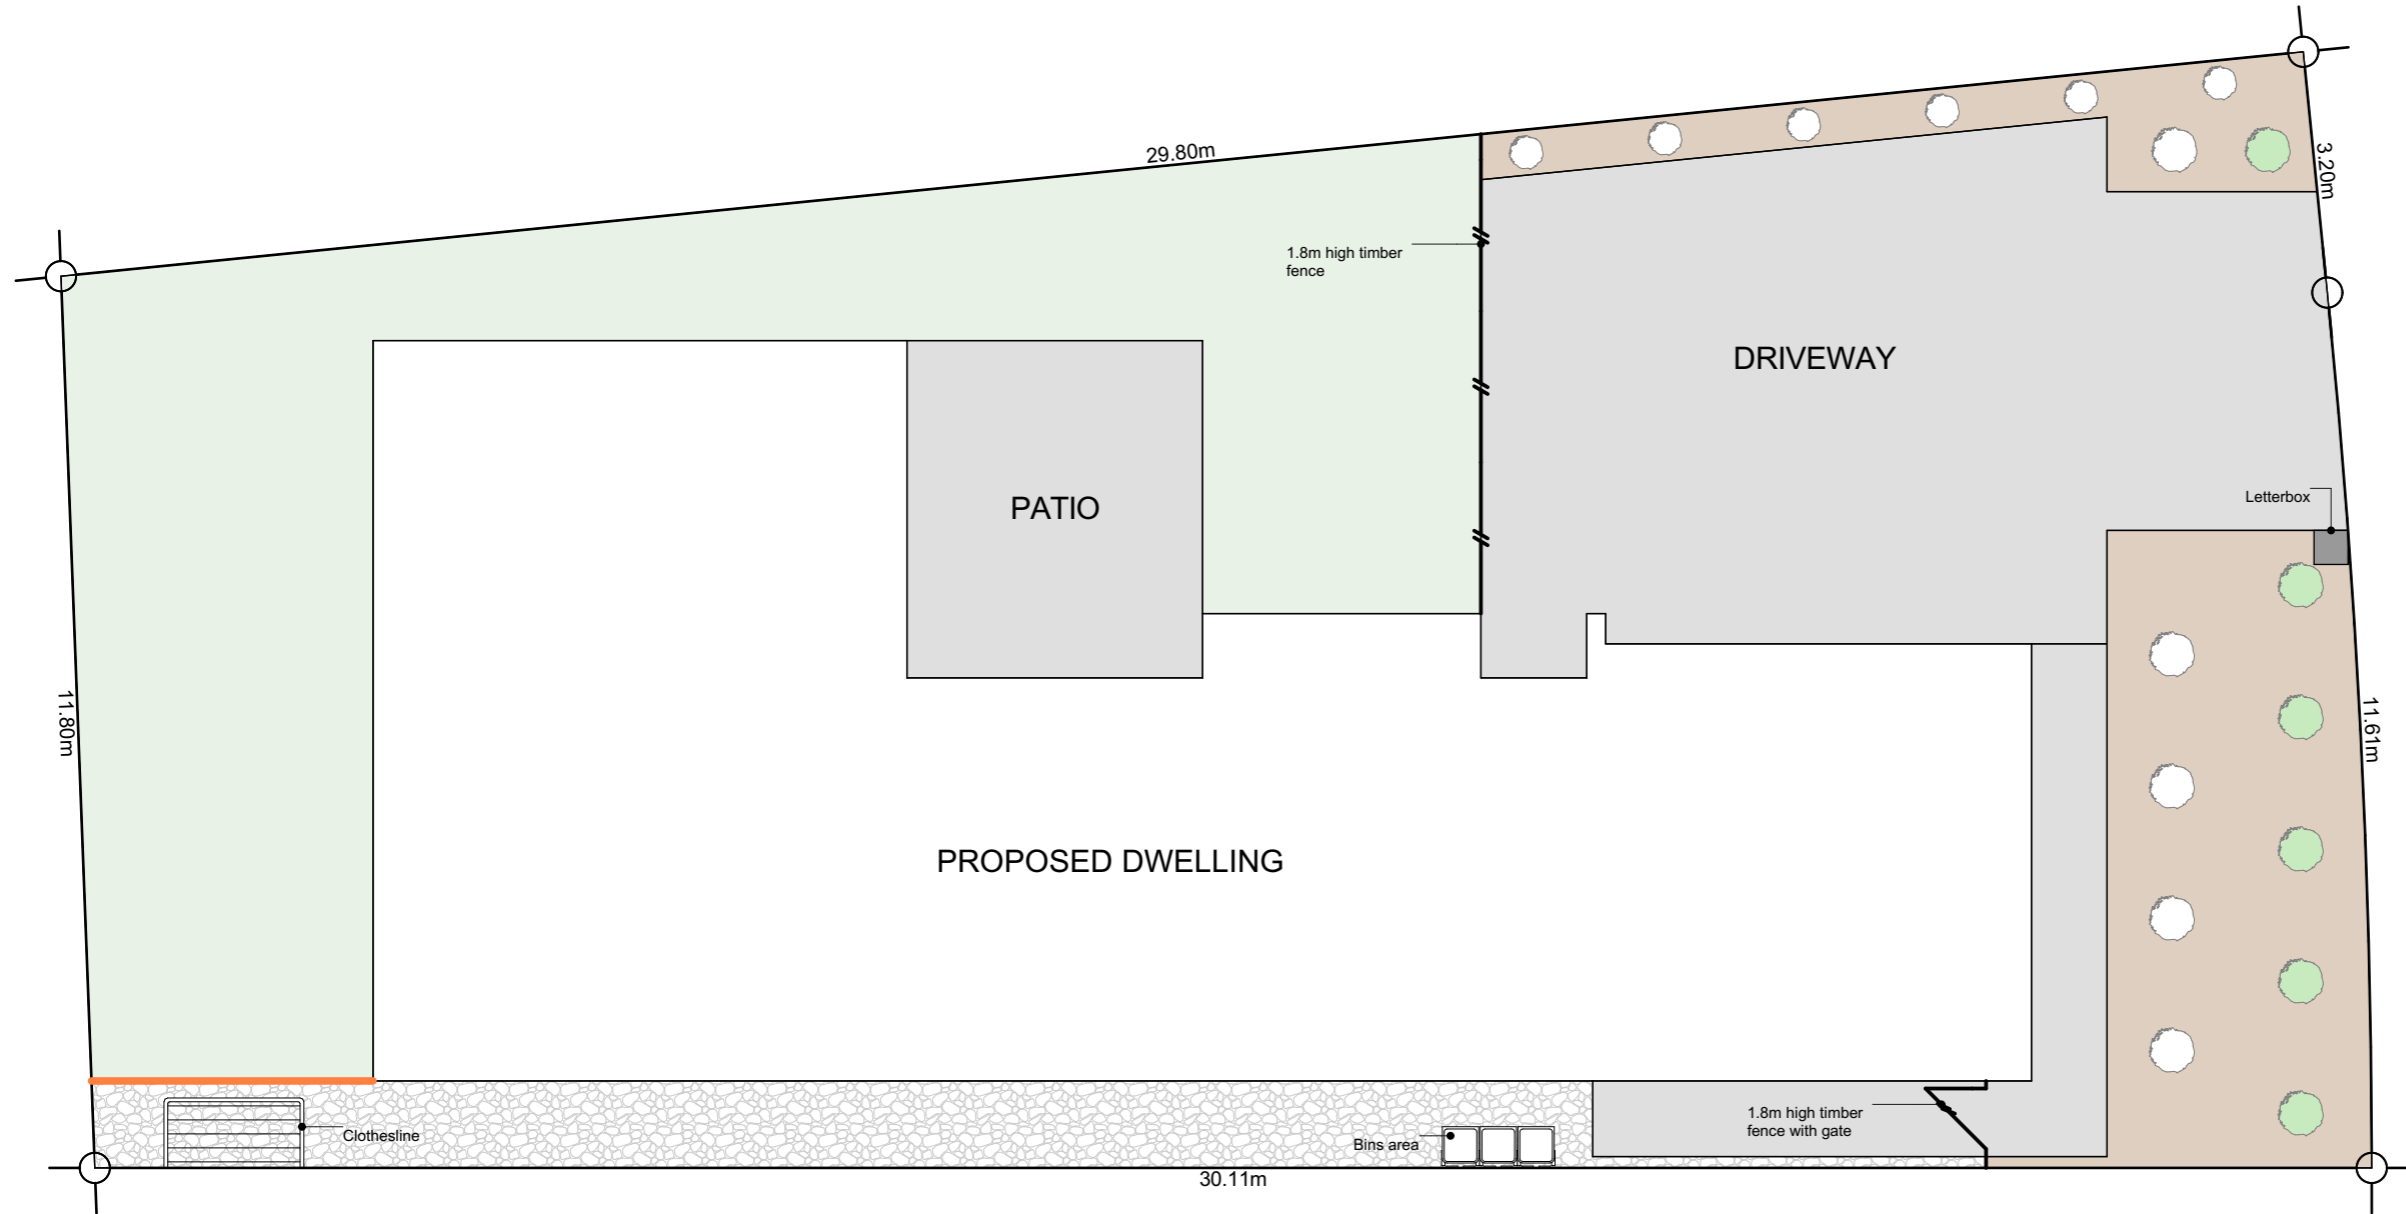 29.80m
3.20m
1.8m high timber
fence
DRIVEWAY
Letterbox
PATIO
11.80m
11.61m
PROPOSED DWELLING
1.8m high timber
fence with gate
Clothesline
Bins area
30.11m